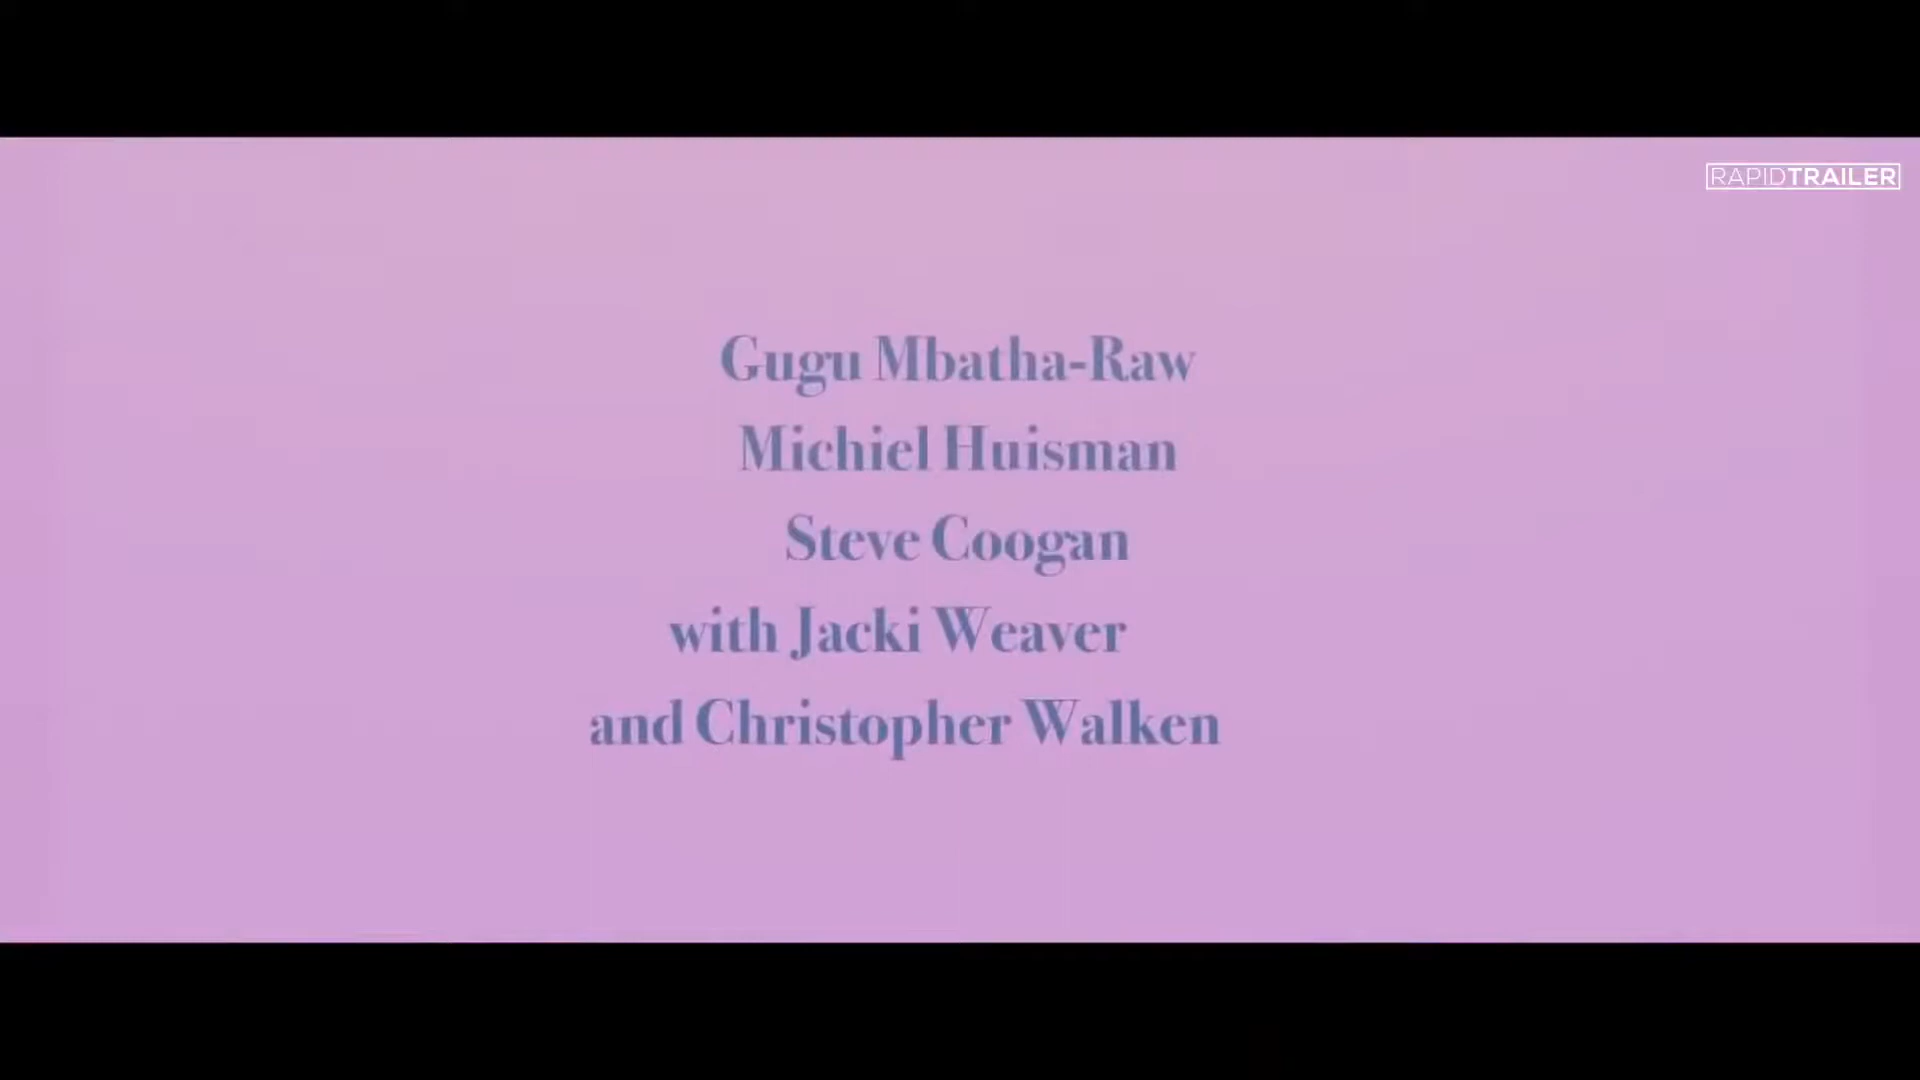 RAPIDTRAILER
Gugu Mbatha-Raw
Michiel Huisman
Steve Coogan
with Jacki Weaver
and Christopher Walken